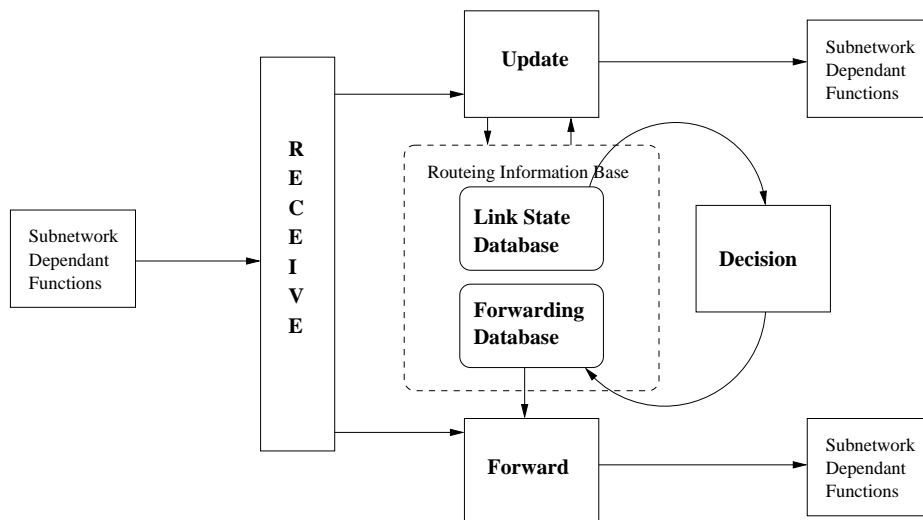 Subnetwork
Dependant
Functions
R
E
C
E
I
V
E
Update
Subnetwork
Dependant
Functions
Routeing Information Base
Link State
Database
Forwarding
Database
Decision
Forward
Subnetwork
Dependant
Functions